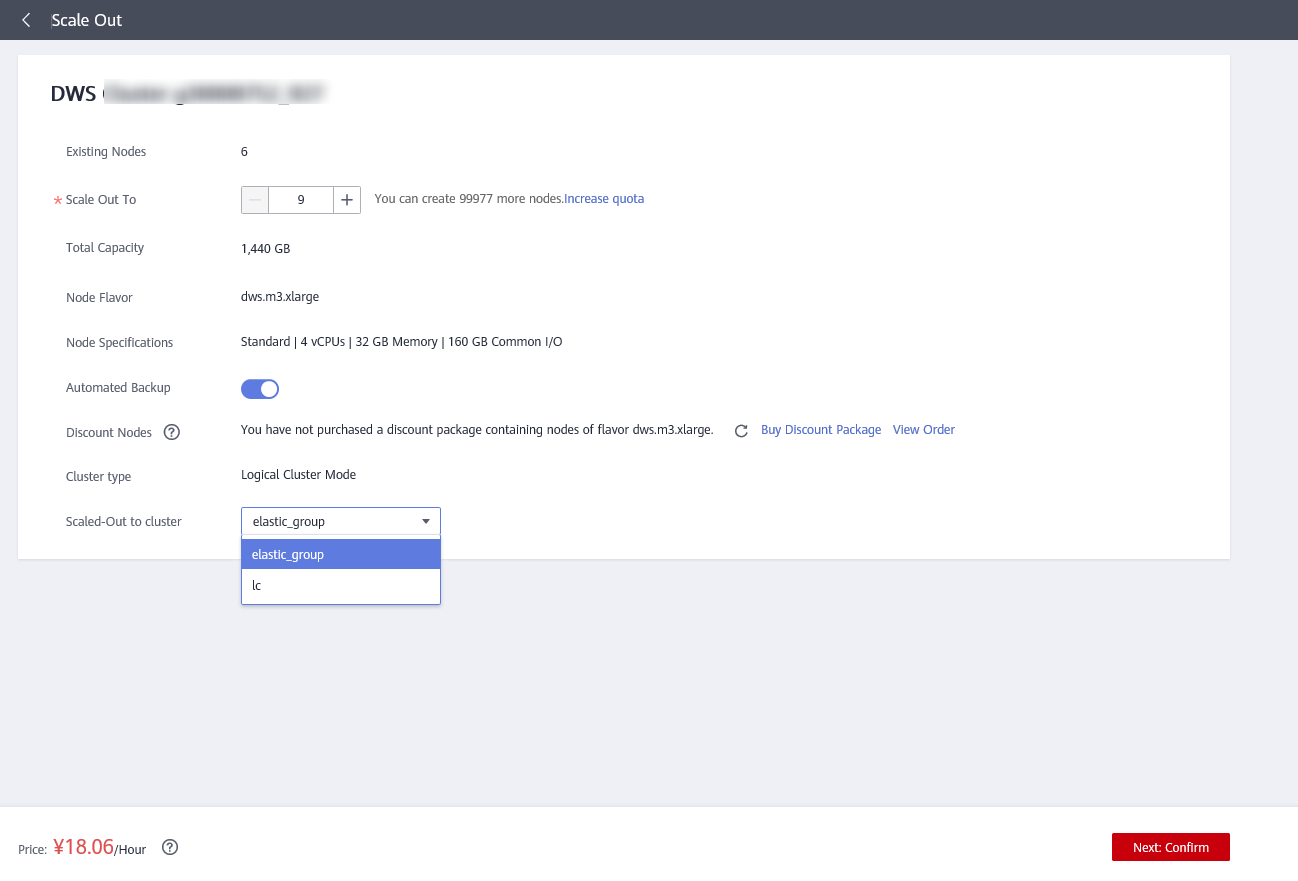 Scale Out
DWS
Existing Nodes 6
* Scale Out To 9 You can create 99977 more nodes.Increase quota
Total Capacity 1,440 GB
Node Flavor dws.m3.xlarge
Node Specifications Standard | 4 vCPUs | 32 GB Memory | 160 GB Common I/O
Automated Backup
Discount Nodes ? You have not purchased a discount package containing nodes of flavor dws.m3.xlarge. Buy Discount Package View Order
Cluster type Logical Cluster Mode
Scaled-Out to cluster elastic_group
elastic_group
lc
Price: ¥18.06/Hour ? Next: Confirm